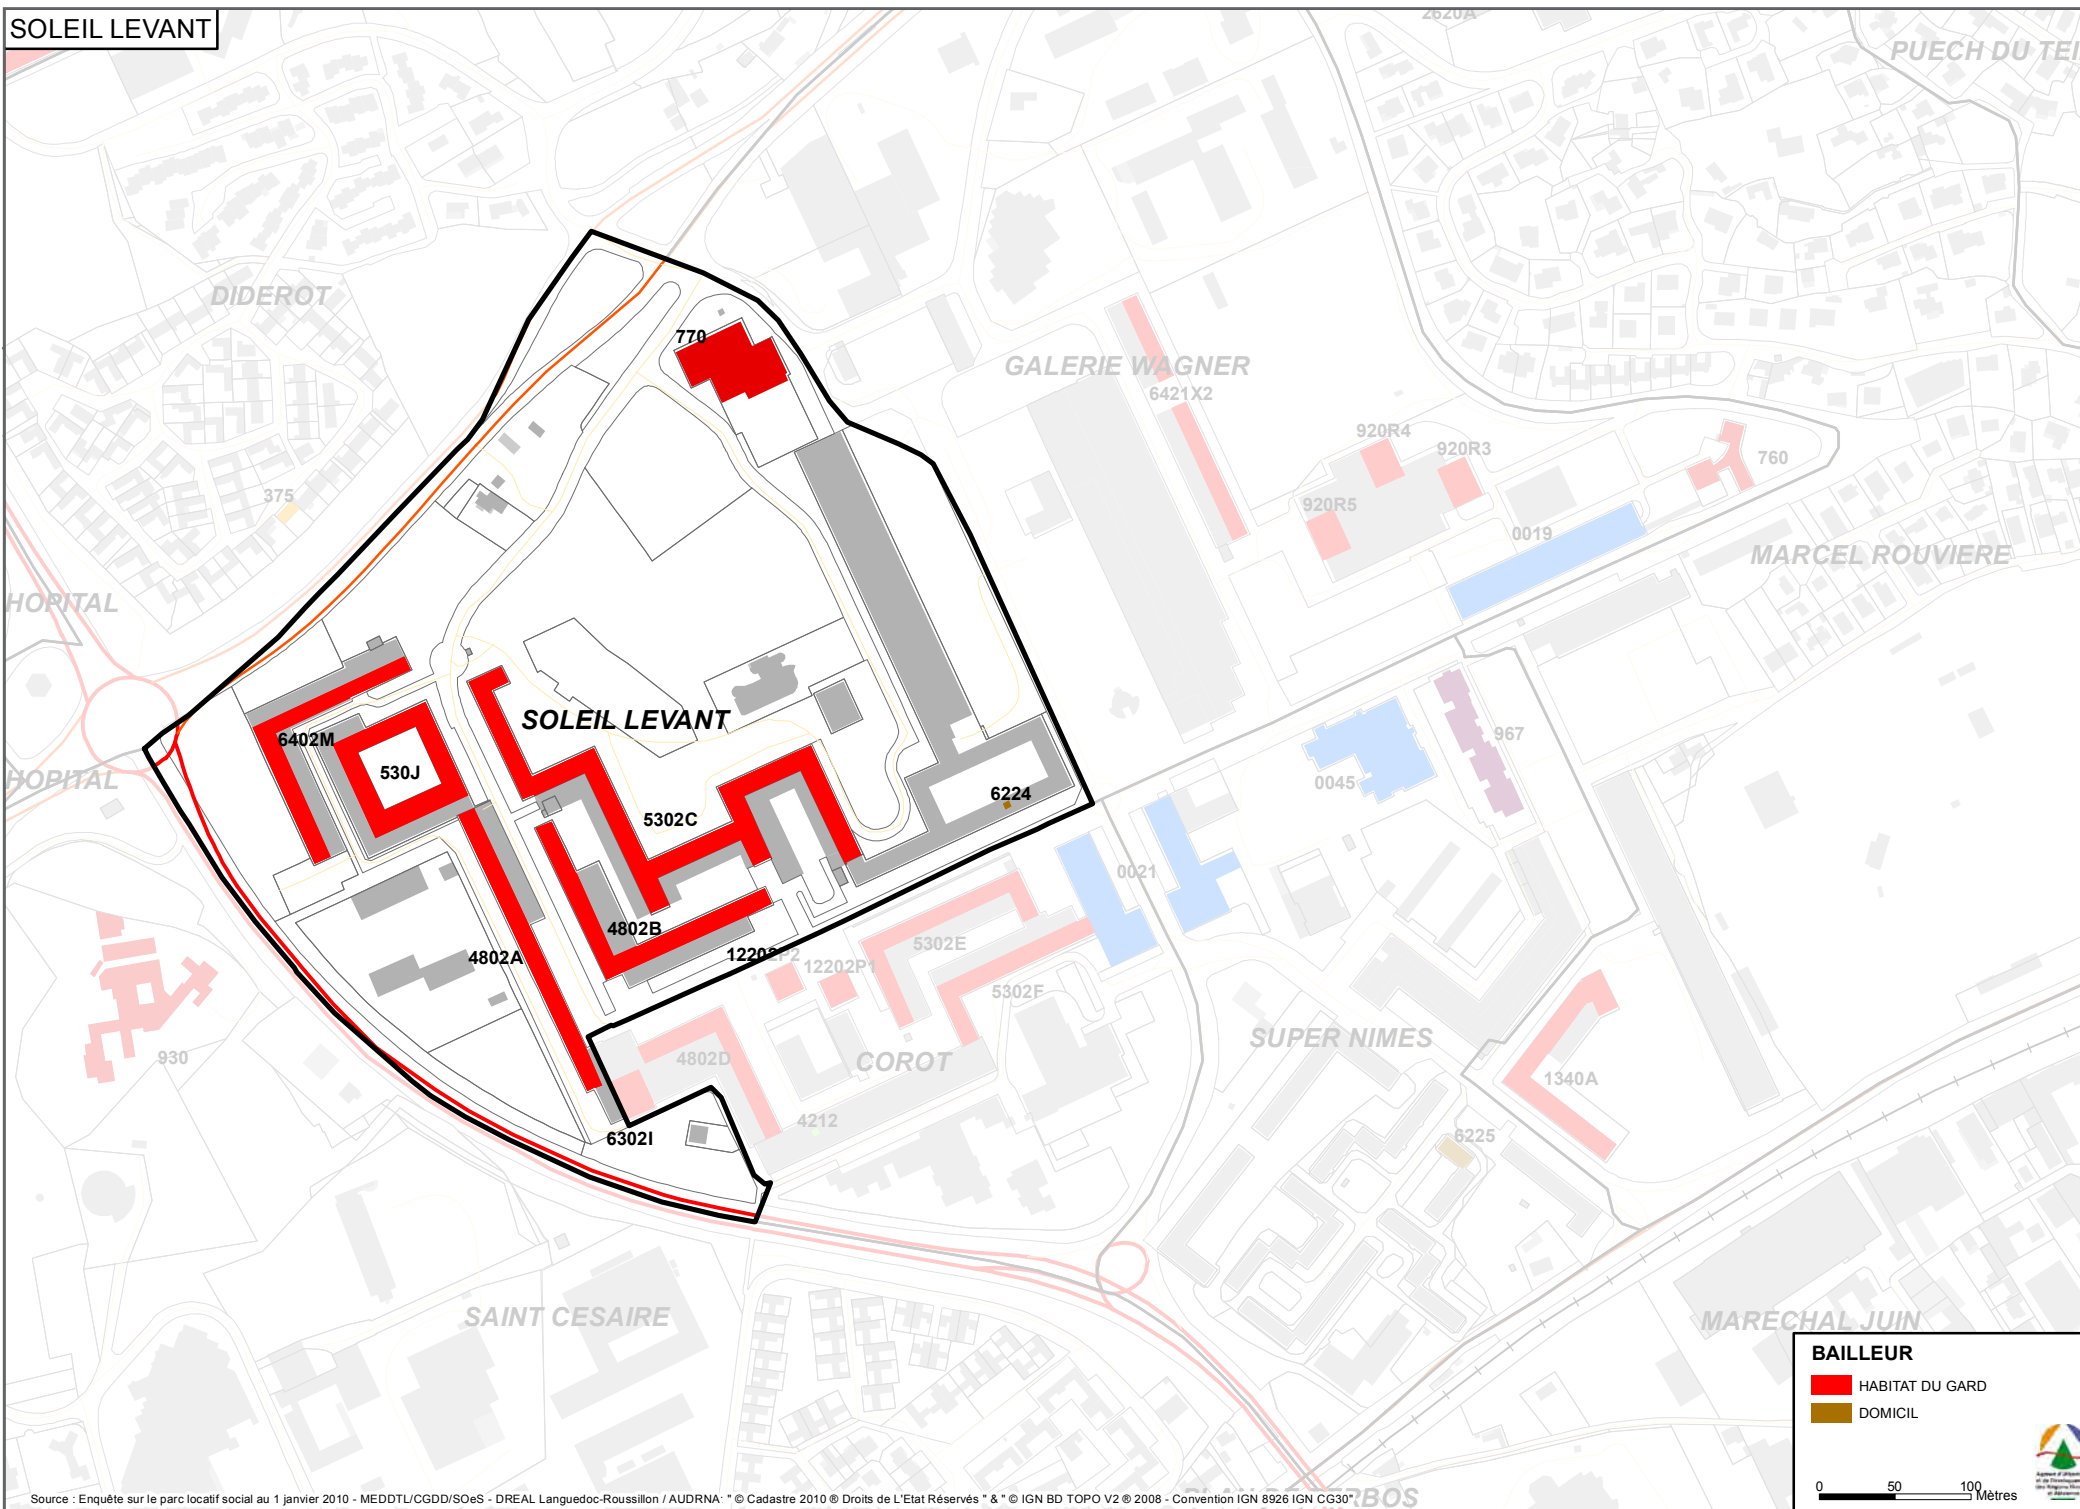 SOLEIL LEVANT
2620A
PUECH DU TEI
DIDEROT
770
GALERIE WAGNER
6421X2
920R4
920R3
760
375
920R5
0019
MARCEL ROUVIERE
HOPITAL
SOLEIL LEVANT
6402M
967
530J
HOPITAL
0045
6224
5302C
0021
4802B
5302E
4802A
12202P2
12202P1
5302F
SUPER NIMES
930
4802D
COROT
1340A
4212
6225
6302I
SAINT CESAIRE
MARECHAL JUIN
BAILLEUR
HABITAT DU GARD
DOMICIL
0 50 100
Mètres
Source : Enquête sur le parc locatif social au 1 janvier 2010 - MEDDTL/CGDD/SOeS - DREAL Languedoc-Roussillon / AUDRNA: " © Cadastre 2010 ® Droits de L'Etat Réservés " & " © IGN BD TOPO V2 ® 2008 - Convention IGN 8926 IGN CG30"